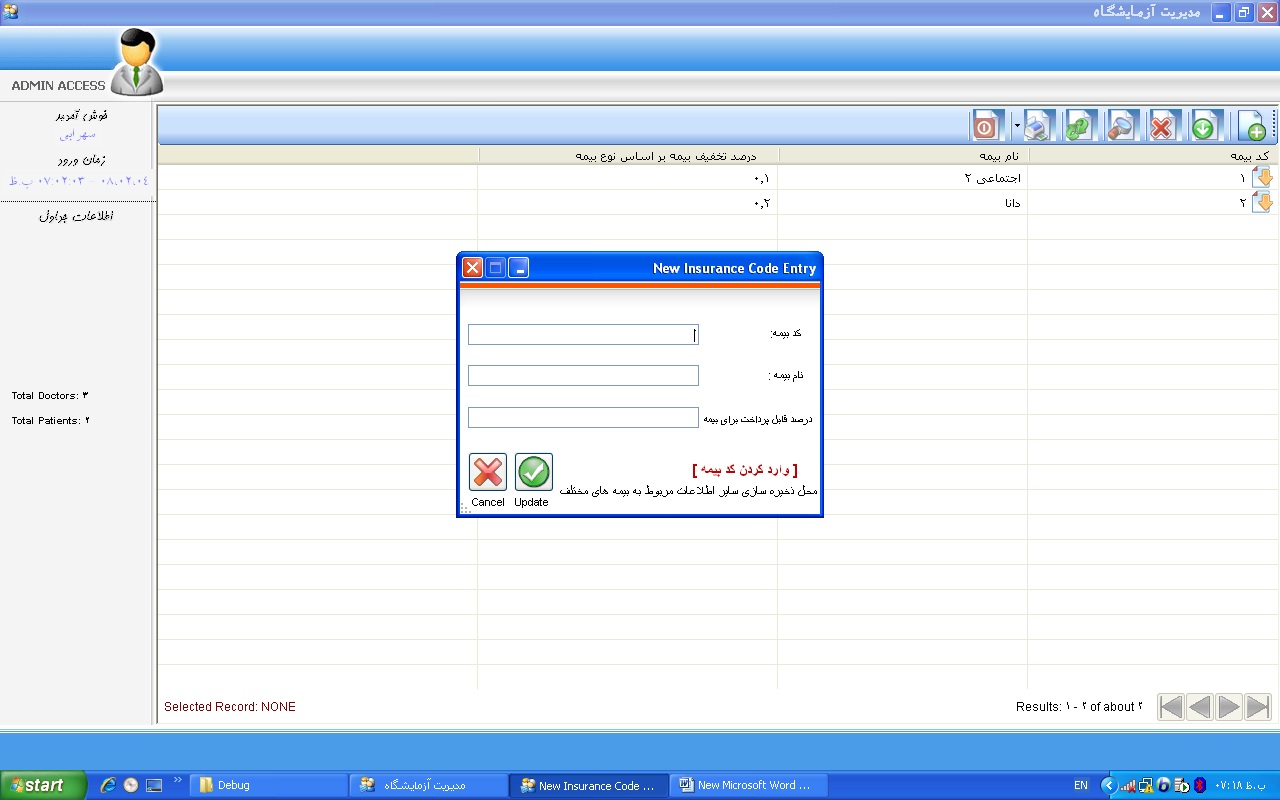 مدیریت آزمایشگاه
ADMIN ACCESS
خوش آمدید
سهرابی
زمان ورود
۰۷:۰۲:۰۳ - ۰۸,۰۲,۰۴ ب.ظ
اطلاعات جداول
Total Doctors: ۳
Total Patients: ۲
کد بیمه
نام بیمه
درصد تخفیف بیمه بر اساس نوع بیمه
۱ اجتماعی ۲ ۰,۱
۲ دانا ۰,۲
New Insurance Code Entry
کد بیمه:
نام بیمه :
درصد قابل پرداخت برای بیمه
[ وارد کردن کد بیمه ]
محل ذخیره سازی سایر اطلاعات مربوط به بیمه های مختلف
Cancel
Update
Selected Record: NONE
Results: ۱ - ۲ of about ۲
start
Debug
مدیریت آزمایشگاه
New Insurance Code ...
New Microsoft Word ...
EN
۰۷:۱۸ ب.ظ